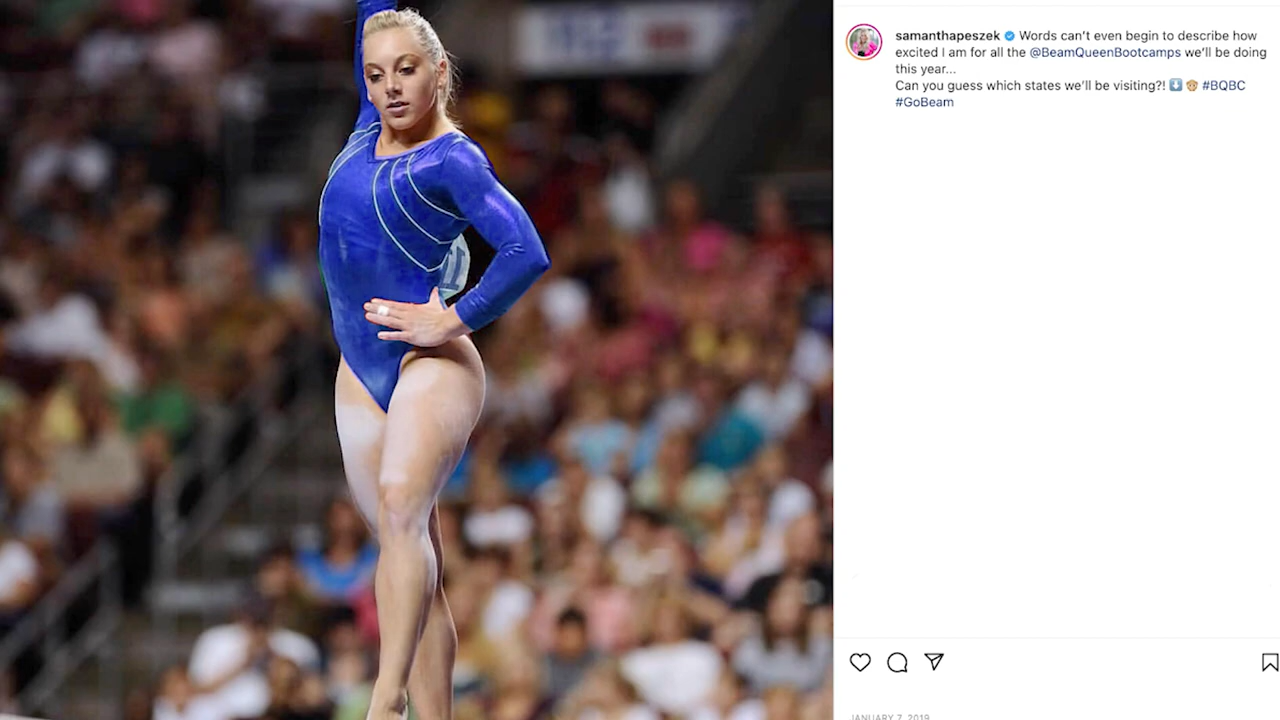 samanthapeszek Words can't even begin to describe how
excited I am for all the @BeamQueenBootcamps we'll be doing
this year...
Can you guess which states we'll be visiting?! ⬇️ 🙈 #BQBC
#GoBeam
JANUARY 7, 2019